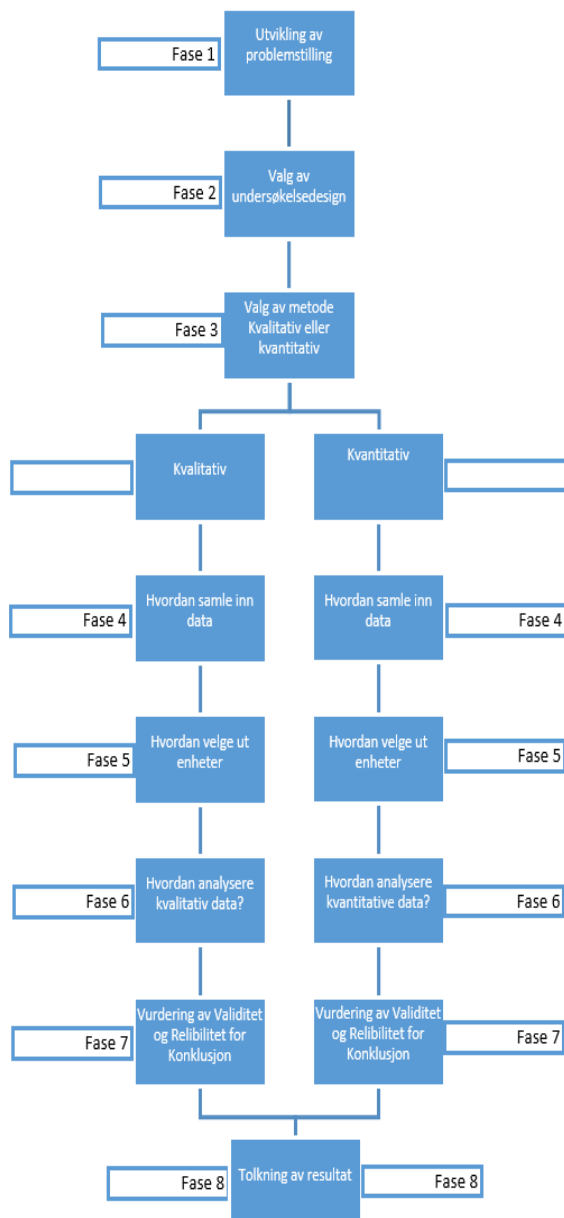 Utvikling av
problemstilling
Fase 1
Valg av
undersøkelsedesign
Fase 2
Valg av metode
Kvalitativ eller
kvantitativ
Fase 3
Kvalitativ
Kvantitativ
Hvordan samle inn
data
Fase 4
Hvordan samle inn
data
Fase 4
Hvordan velge ut
enheter
Fase 5
Hvordan velge ut
enheter
Fase 5
Hvordan analysere
kvalitativ data?
Fase 6
Hvordan analysere
kvantitative data?
Fase 6
Vurdering av Validitet
og Relibilitet for
Konklusjon
Fase 7
Vurdering av Validitet
og Relibilitet for
Konklusjon
Fase 7
Tolkning av resultat
Fase 8
Fase 8